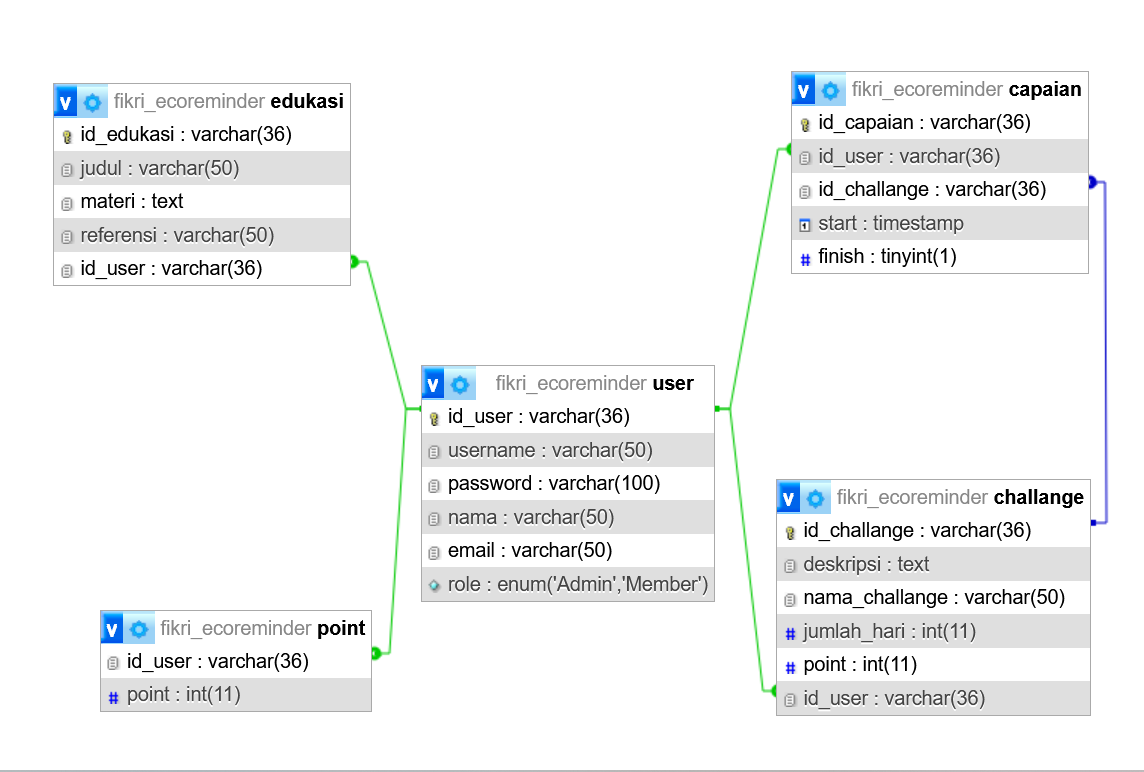 fikri_ecoreminder edukasi
id_edukasi : varchar(36)
judul : varchar(50)
materi : text
referensi : varchar(50)
id_user : varchar(36)
fikri_ecoreminder capaian
id_capaian : varchar(36)
id_user : varchar(36)
id_challange : varchar(36)
start : timestamp
finish : tinyint(1)
fikri_ecoreminder user
id_user : varchar(36)
username : varchar(50)
password : varchar(100)
nama : varchar(50)
email : varchar(50)
role : enum('Admin','Member')
fikri_ecoreminder challange
id_challange : varchar(36)
deskripsi : text
nama_challange : varchar(50)
jumlah_hari : int(11)
point : int(11)
id_user : varchar(36)
fikri_ecoreminder point
id_user : varchar(36)
point : int(11)